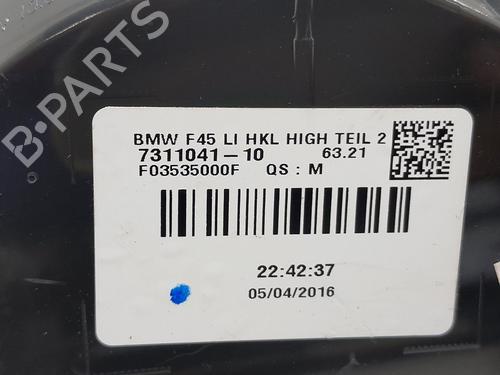 BMW F45 LI HKL HIGH TEIL 2
7311041-10 63.21
F03535000F QS : M
22:42:37
05/04/2016